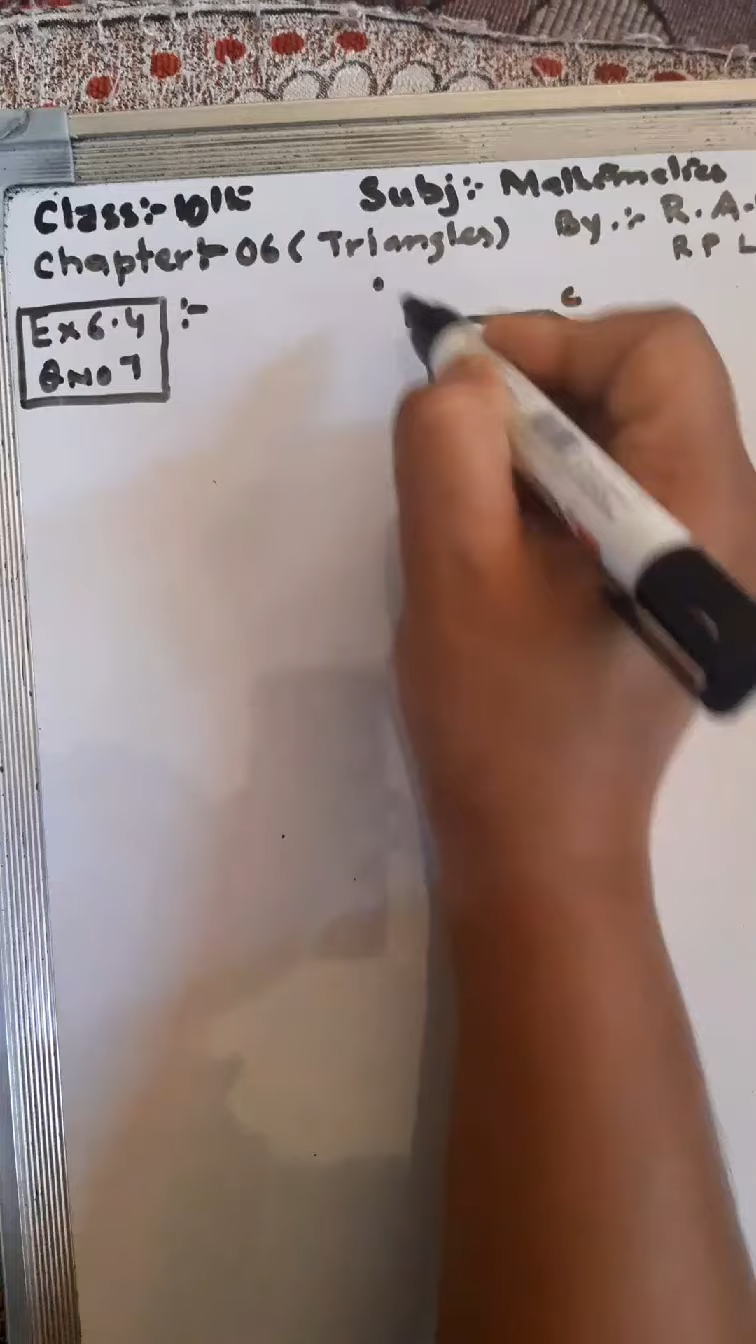 Class:- 10th Subj:- Mathematics
Chapter:- 06 ( Triangles) By :- R.A.
R P L
Ex 6.4 :-
Q No 7
c